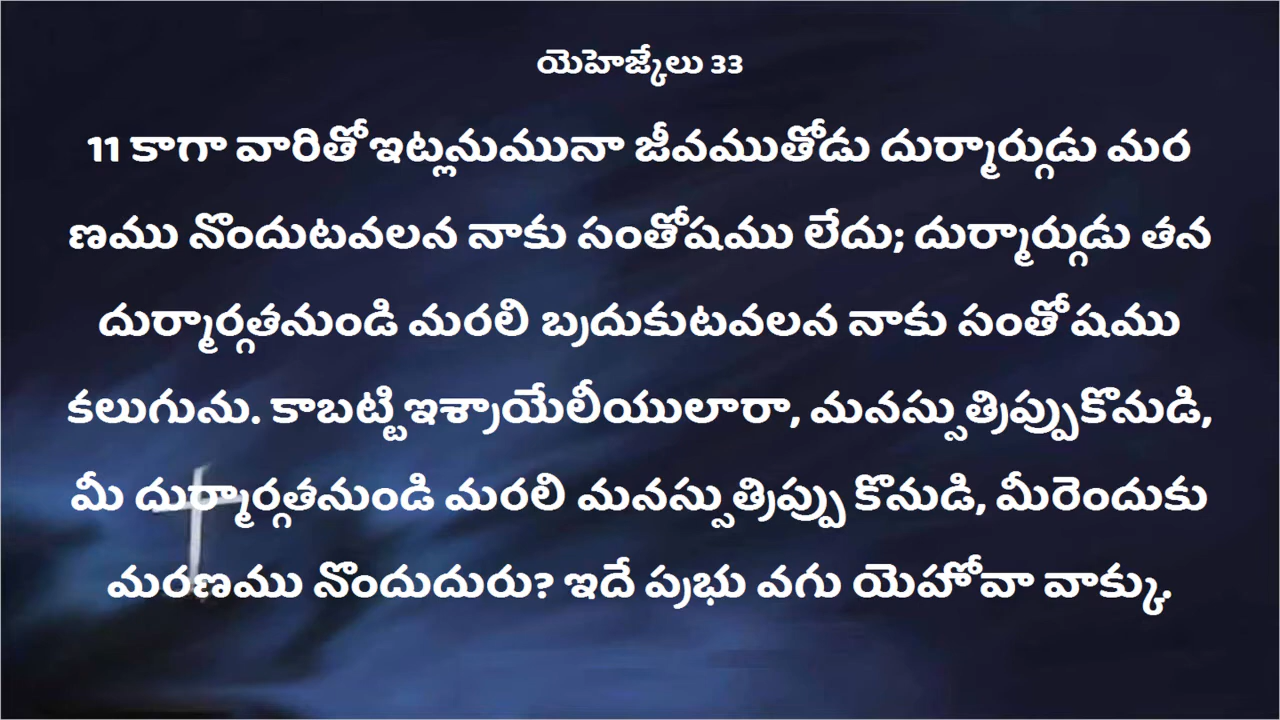 యెహెజ్కేలు 33
11 కాగా వారితోఇట్లనుమునా జీవముతోడు దుర్మార్గుడు మర
ణము నొందుటవలన నాకు సంతోషము లేదు; దుర్మార్గుడు తన
దుర్మార్గతనుండి మరలి బ్రదుకుటవలన నాకు సంతోషము
కలుగును. కాబట్టిఇశ్రాయేలీయులారా, మనస్సుత్రిప్పుకొనుడి,
మీ దుర్మార్గతనుండి మరలి మనస్సుత్రిప్పు కొనుడి, మీరెందుకు
మరణము నొందుదురు? ఇదే ప్రభు వగు యెహోవా వాక్కు.